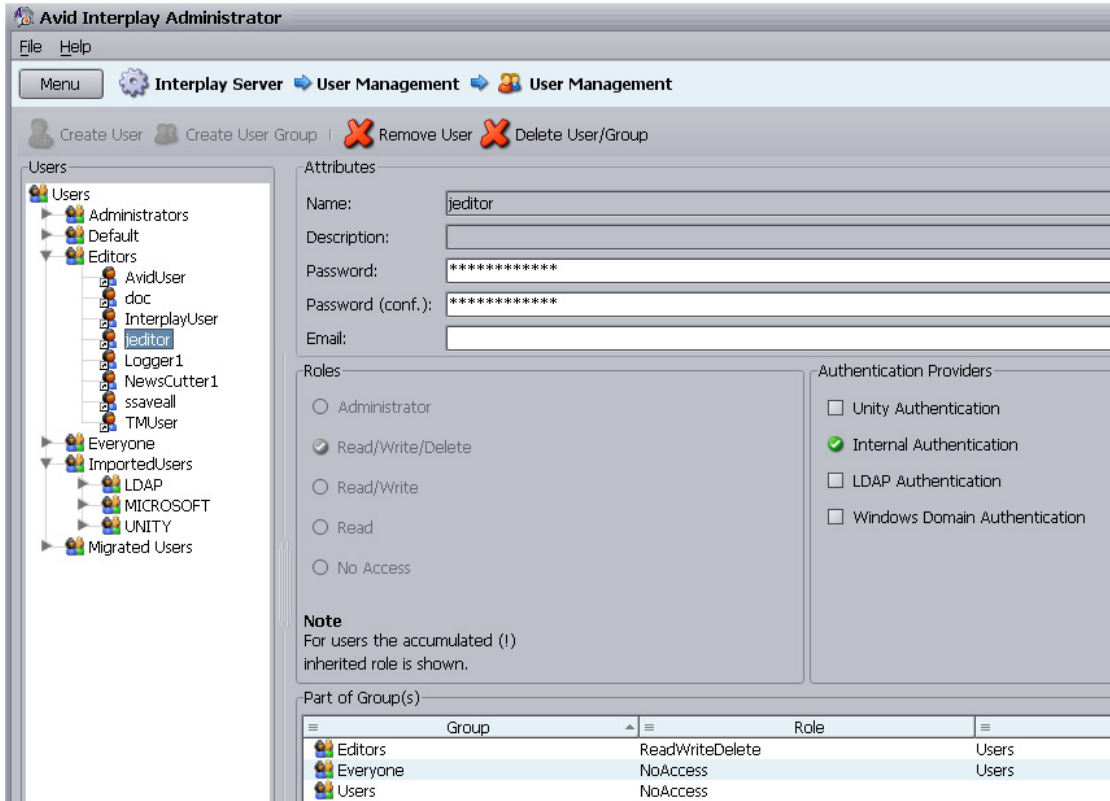 Avid Interplay Administrator
File Help
Menu Interplay Server User Management User Management
Create User Create User Group Remove User Delete User/Group
Users
Users
Administrators
Default
Editors
AvidUser
doc
InterplayUser
jeditor
Logger1
NewsCutter1
ssaveall
TMUser
Everyone
ImportedUsers
LDAP
MICROSOFT
UNITY
Migrated Users
Attributes
Name: jeditor
Description:
Password: ************
Password (conf.): ************
Email:
Roles
Administrator
Read/Write/Delete
Read/Write
Read
No Access
Note
For users the accumulated (!)
inherited role is shown.
Authentication Providers
Unity Authentication
Internal Authentication
LDAP Authentication
Windows Domain Authentication
Part of Group(s)
Group Role
Editors ReadWriteDelete Users
Everyone NoAccess Users
Users NoAccess